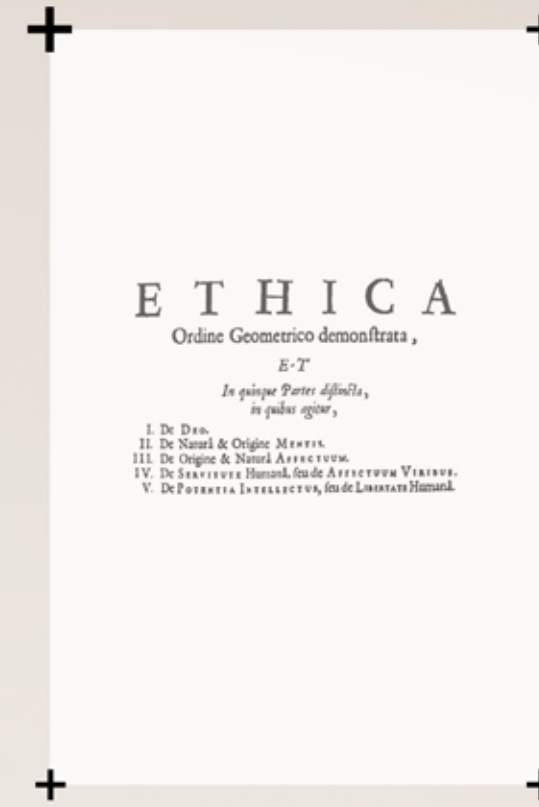 ETHICA
Ordine Geometrico demonſtrata,
ET
In quinque Partes diſtincta,
in quibus agitur,
I. De DEO.
II. De Naturâ & Origine MENTIS.
III. De Origine & Naturâ AFFECTUUM.
IV. De SERVITUTE Humanâ, ſeu de AFFECTUUM VIRIBUS.
V. De POTENTIA INTELLECTUS, ſeu de LIBERTATE Humanâ.